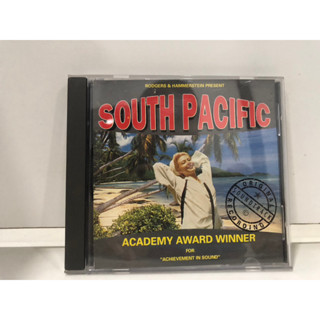 RODGERS & HAMMERSTEIN PRESENT
SOUTH PACIFIC
ORIGINAL
SOUNDTRACK
RECORDING
ACADEMY AWARD WINNER
FOR
"ACHIEVEMENT IN SOUND"